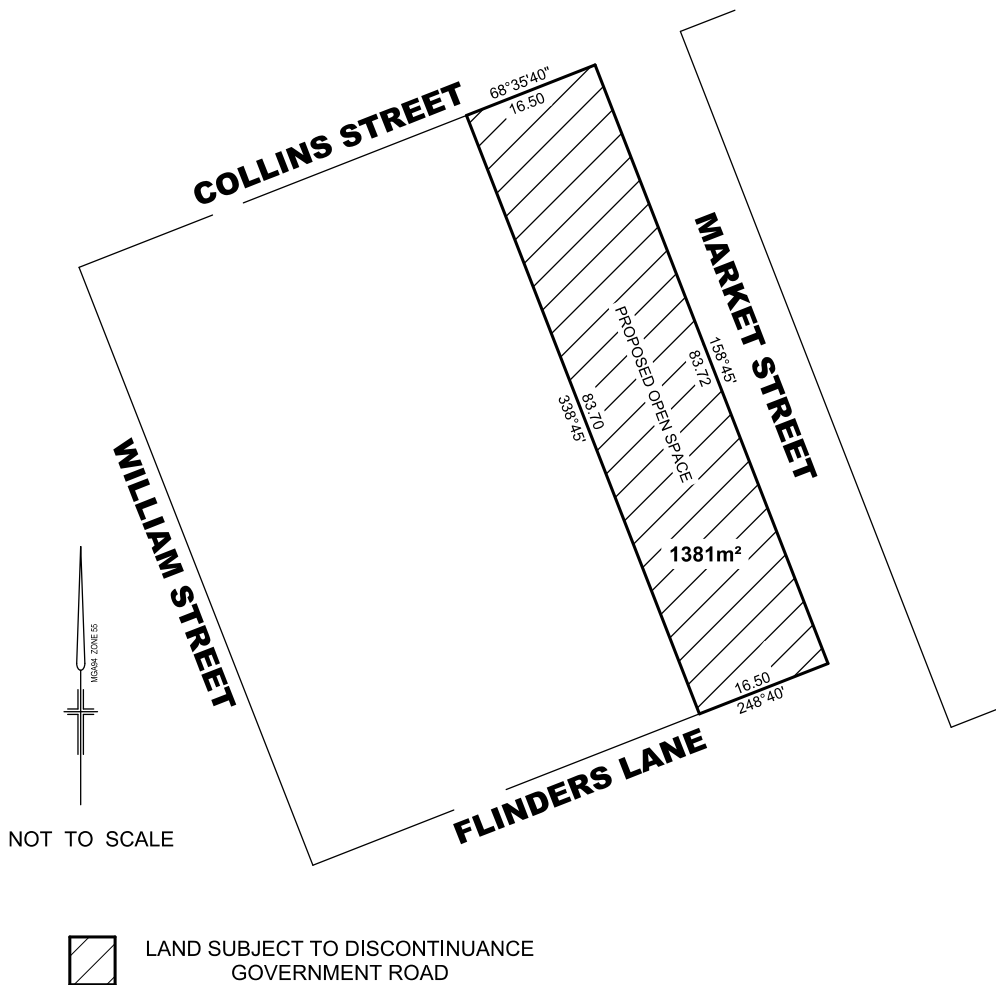 68°35'40"
16.50
COLLINS STREET
MARKET STREET
PROPOSED OPEN SPACE
158°45'
83.72
83.70
338°45'
WILLIAM STREET
1381m²
MGA94 ZONE 55
16.50
248°40'
FLINDERS LANE
NOT TO SCALE
LAND SUBJECT TO DISCONTINUANCE
GOVERNMENT ROAD